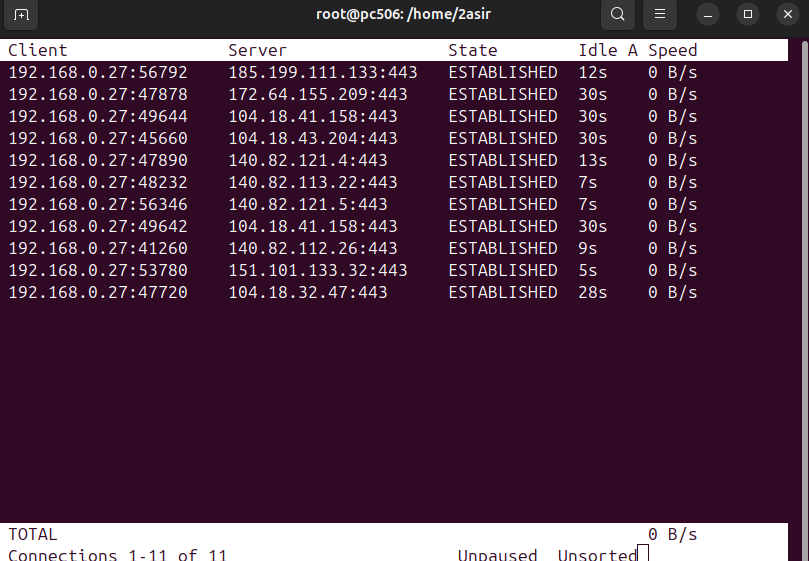 root@pc506: /home/2asir
Client Server State Idle A Speed
192.168.0.27:56792 185.199.111.133:443 ESTABLISHED 12s 0 B/s
192.168.0.27:47878 172.64.155.209:443 ESTABLISHED 30s 0 B/s
192.168.0.27:49644 104.18.41.158:443 ESTABLISHED 30s 0 B/s
192.168.0.27:45660 104.18.43.204:443 ESTABLISHED 30s 0 B/s
192.168.0.27:47890 140.82.121.4:443 ESTABLISHED 13s 0 B/s
192.168.0.27:48232 140.82.113.22:443 ESTABLISHED 7s 0 B/s
192.168.0.27:56346 140.82.121.5:443 ESTABLISHED 7s 0 B/s
192.168.0.27:49642 104.18.41.158:443 ESTABLISHED 30s 0 B/s
192.168.0.27:41260 140.82.112.26:443 ESTABLISHED 9s 0 B/s
192.168.0.27:53780 151.101.133.32:443 ESTABLISHED 5s 0 B/s
192.168.0.27:47720 104.18.32.47:443 ESTABLISHED 28s 0 B/s
TOTAL 0 B/s
Connections 1-11 of 11 Unpaused Unsorted